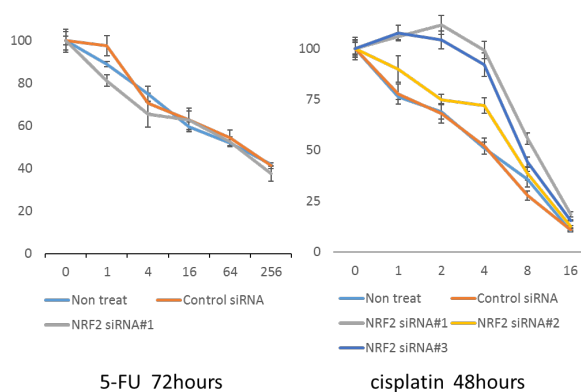 100
80
60
40
20
0
0 1 4 16 64 256
Non treat Control siRNA
NRF2 siRNA#1
5-FU 72hours
100
75
50
25
0
0 1 2 4 8 16
Non treat Control siRNA
NRF2 siRNA#1 NRF2 siRNA#2
NRF2 siRNA#3
cisplatin 48hours